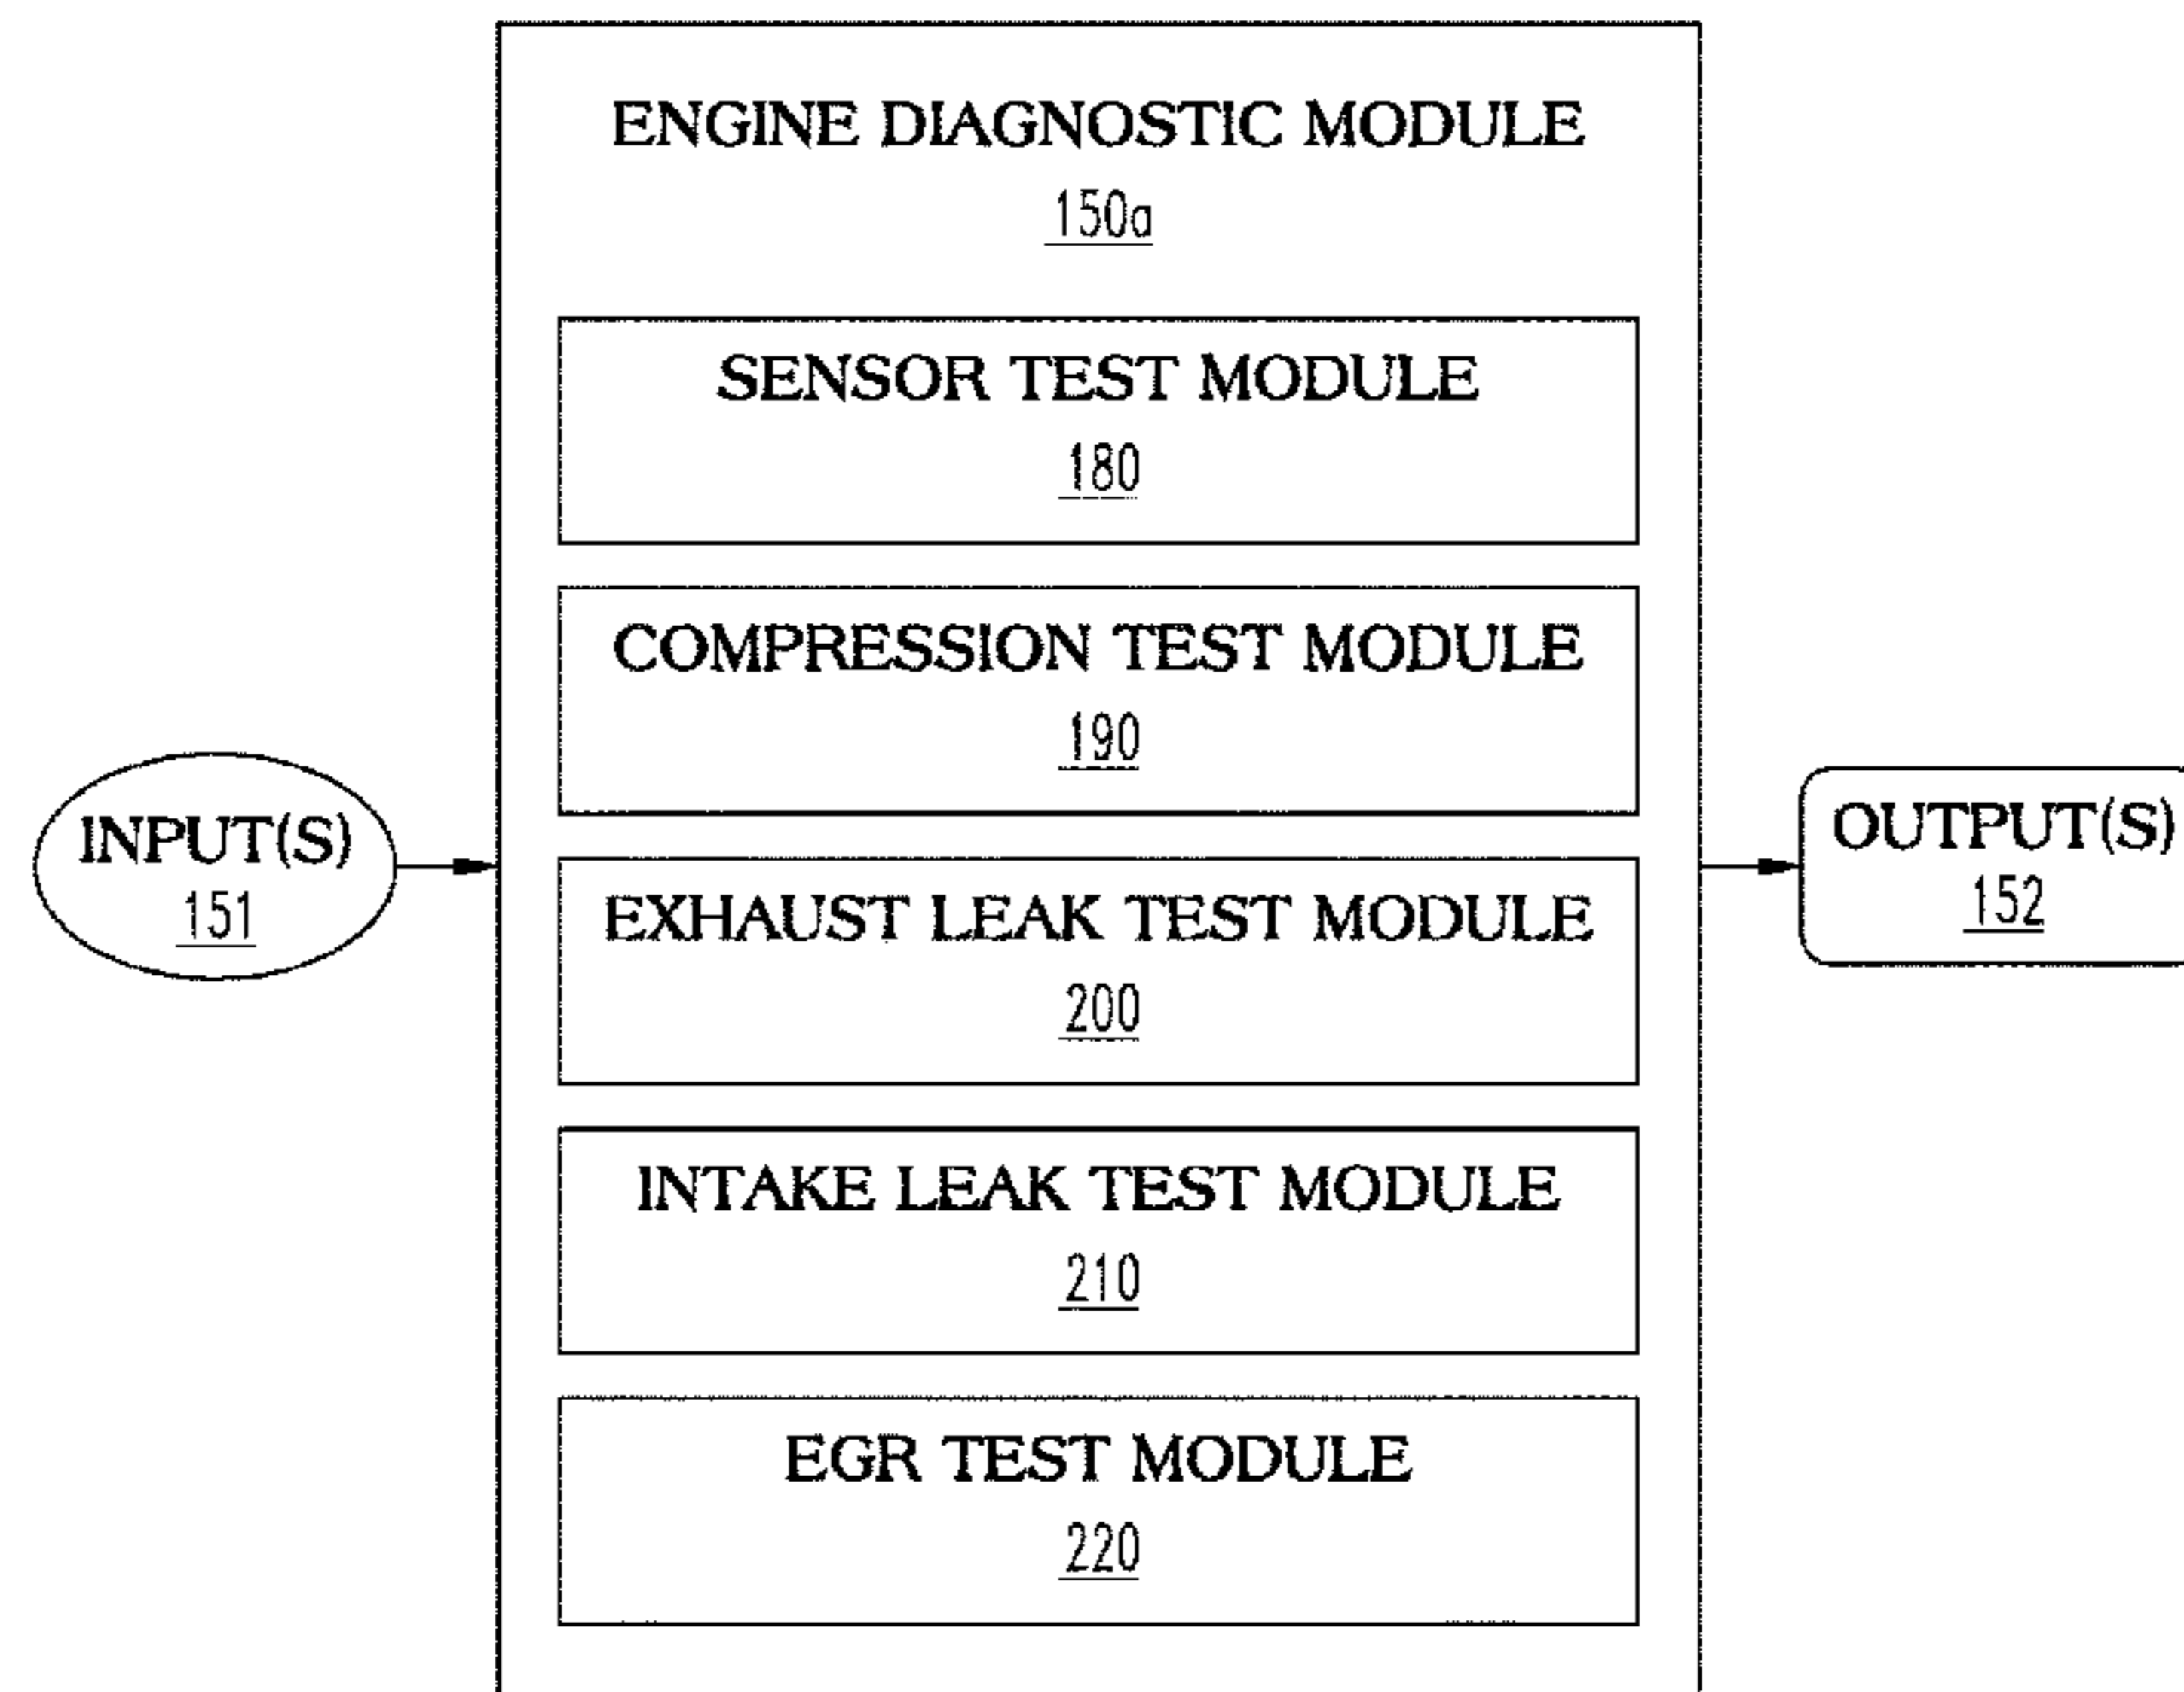 ENGINE DIAGNOSTIC MODULE
150a
SENSOR TEST MODULE
180
COMPRESSION TEST MODULE
190
INPUT(S)
151
EXHAUST LEAK TEST MODULE
200
OUTPUT(S)
152
INTAKE LEAK TEST MODULE
210
EGR TEST MODULE
220